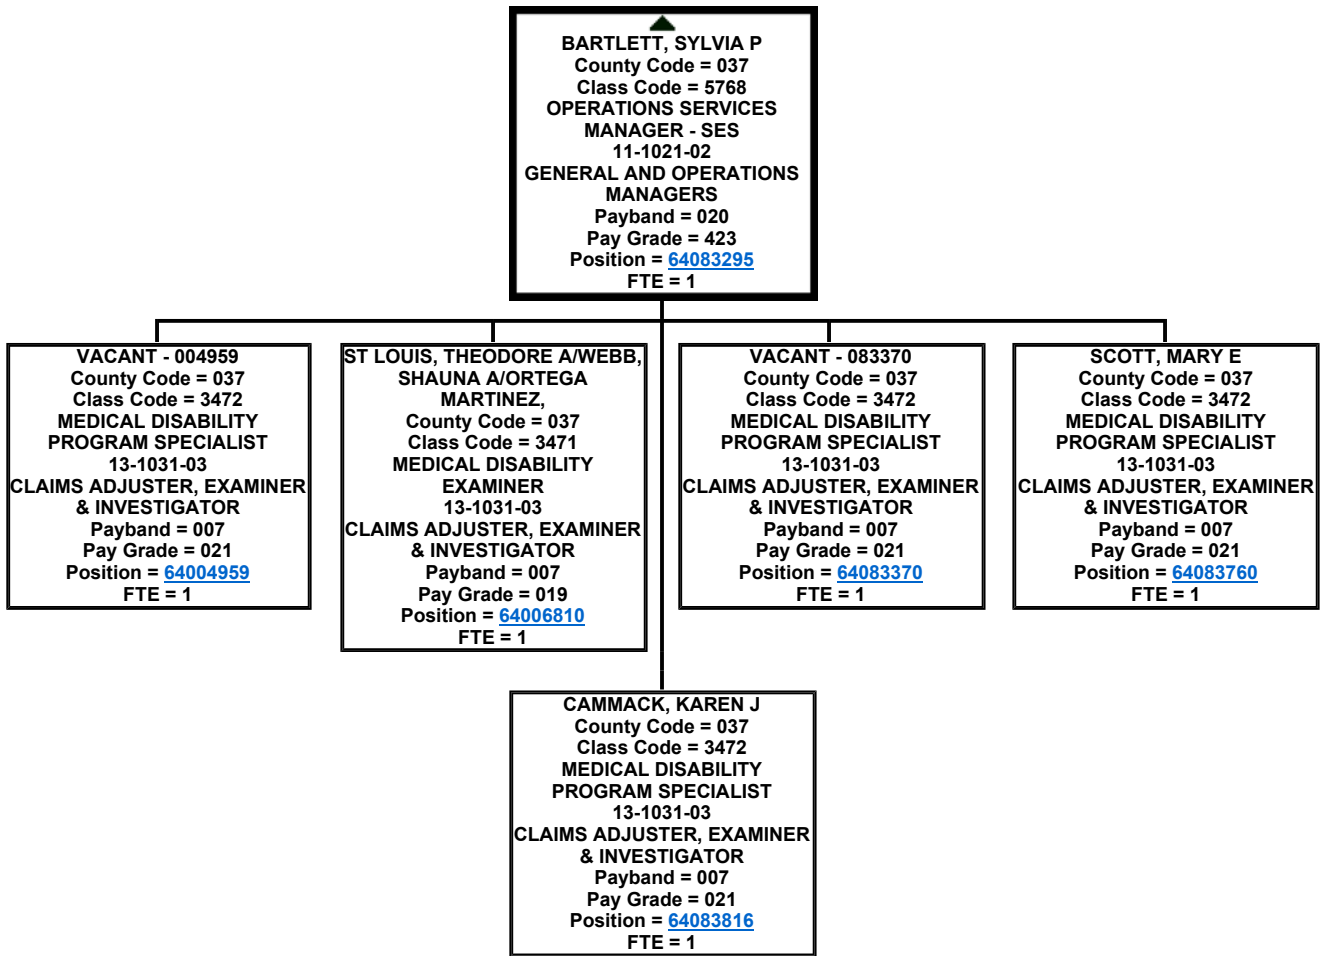 BARTLETT, SYLVIA P
County Code = 037
Class Code = 5768
OPERATIONS SERVICES
MANAGER - SES
11-1021-02
GENERAL AND OPERATIONS
MANAGERS
Payband = 020
Pay Grade = 423
Position = 64083295
FTE = 1
VACANT - 004959
County Code = 037
Class Code = 3472
MEDICAL DISABILITY
PROGRAM SPECIALIST
13-1031-03
CLAIMS ADJUSTER, EXAMINER
& INVESTIGATOR
Payband = 007
Pay Grade = 021
Position = 64004959
FTE = 1
ST LOUIS, THEODORE A/WEBB,
SHAUNA A/ORTEGA
MARTINEZ,
County Code = 037
Class Code = 3471
MEDICAL DISABILITY
EXAMINER
13-1031-03
CLAIMS ADJUSTER, EXAMINER
& INVESTIGATOR
Payband = 007
Pay Grade = 019
Position = 64006810
FTE = 1
VACANT - 083370
County Code = 037
Class Code = 3472
MEDICAL DISABILITY
PROGRAM SPECIALIST
13-1031-03
CLAIMS ADJUSTER, EXAMINER
& INVESTIGATOR
Payband = 007
Pay Grade = 021
Position = 64083370
FTE = 1
SCOTT, MARY E
County Code = 037
Class Code = 3472
MEDICAL DISABILITY
PROGRAM SPECIALIST
13-1031-03
CLAIMS ADJUSTER, EXAMINER
& INVESTIGATOR
Payband = 007
Pay Grade = 021
Position = 64083760
FTE = 1
CAMMACK, KAREN J
County Code = 037
Class Code = 3472
MEDICAL DISABILITY
PROGRAM SPECIALIST
13-1031-03
CLAIMS ADJUSTER, EXAMINER
& INVESTIGATOR
Payband = 007
Pay Grade = 021
Position = 64083816
FTE = 1